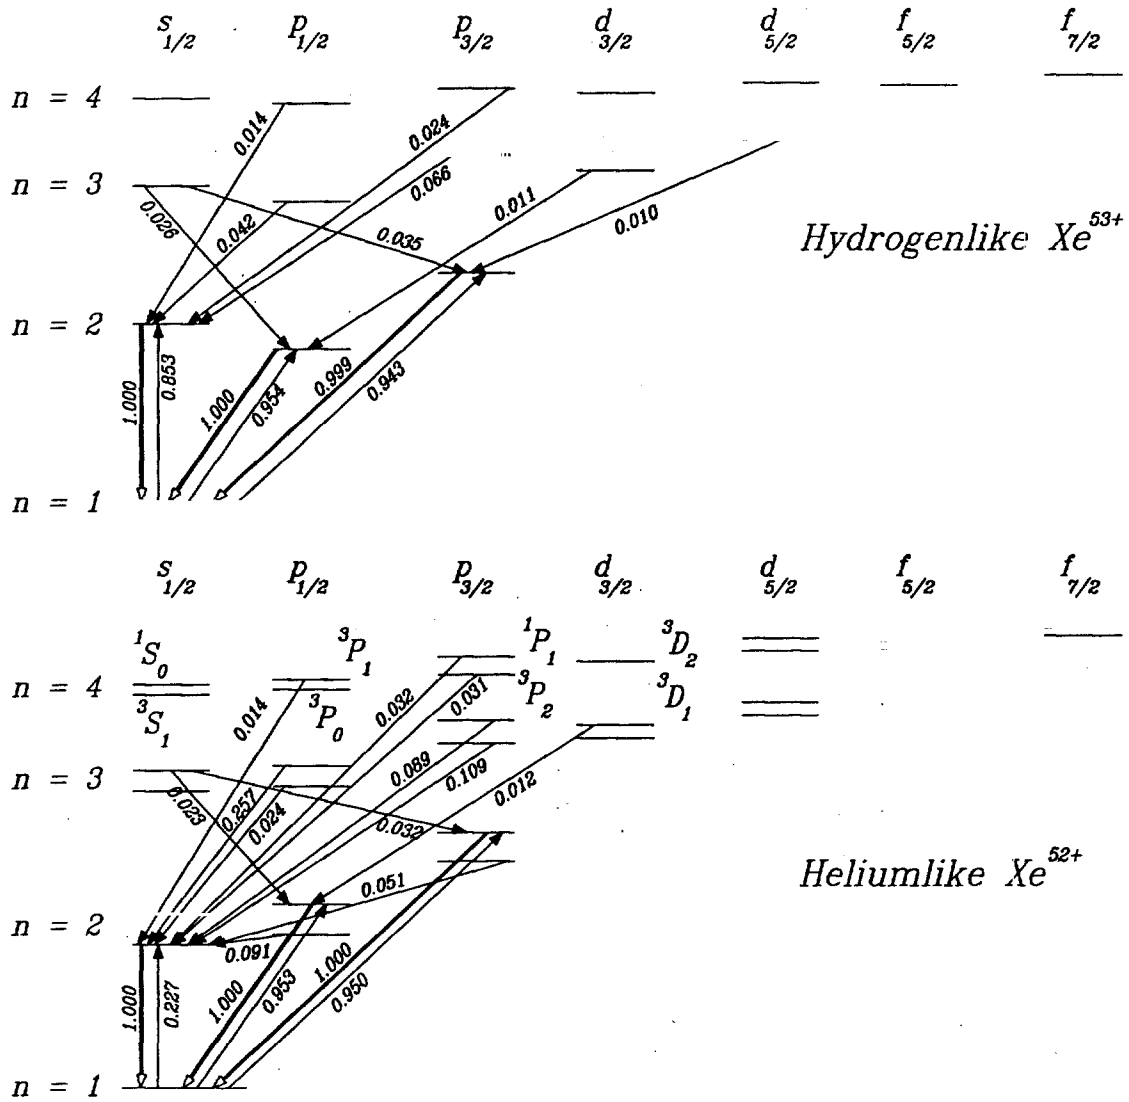 s1/2 p1/2 p3/2 d3/2 d5/2 f5/2 f7/2
n = 4
0.014
0.024
n = 3
0.066
0.026
0.042
0.035
0.011
0.010
Hydrogenlike Xe53+
n = 2
1.000
0.853
1.000
0.954
0.999
0.943
n = 1
s1/2 p1/2 p3/2 d3/2 d5/2 f5/2 f7/2
1S0 3P1 1P1 3D2
n = 4
3S1 3P0 3P2 3D1
0.014
0.032
0.031
n = 3
0.089
0.109
0.012
0.023
0.257
0.024
0.032
0.051
Heliumlike Xe52+
n = 2
0.091
1.000
0.227
1.000
0.953
1.000
0.950
n = 1